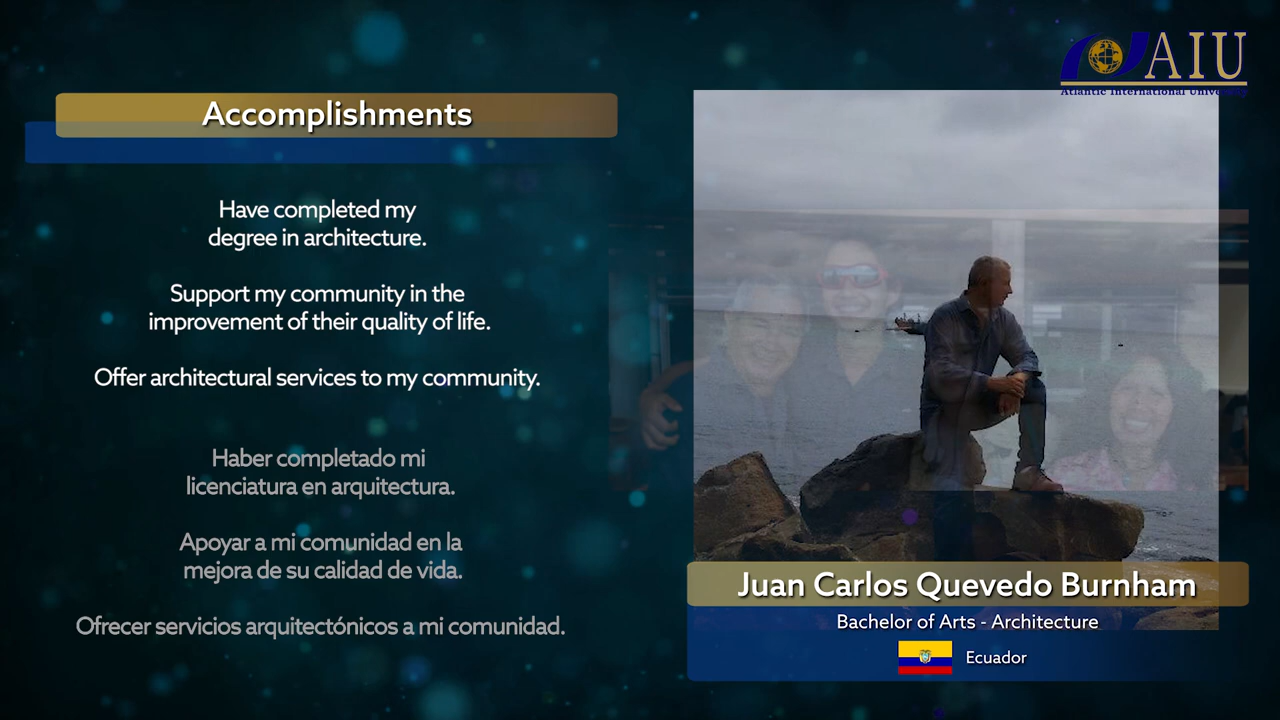 AIU
Atlantic International University
Accomplishments
Have completed my
degree in architecture.
Support my community in the
improvement of their quality of life.
Offer architectural services to my community.
Haber completado mi
licenciatura en arquitectura.
Apoyar a mi comunidad en la
mejora de su calidad de vida.
Ofrecer servicios arquitectónicos a mi comunidad.
Juan Carlos Quevedo Burnham
Bachelor of Arts - Architecture
Ecuador